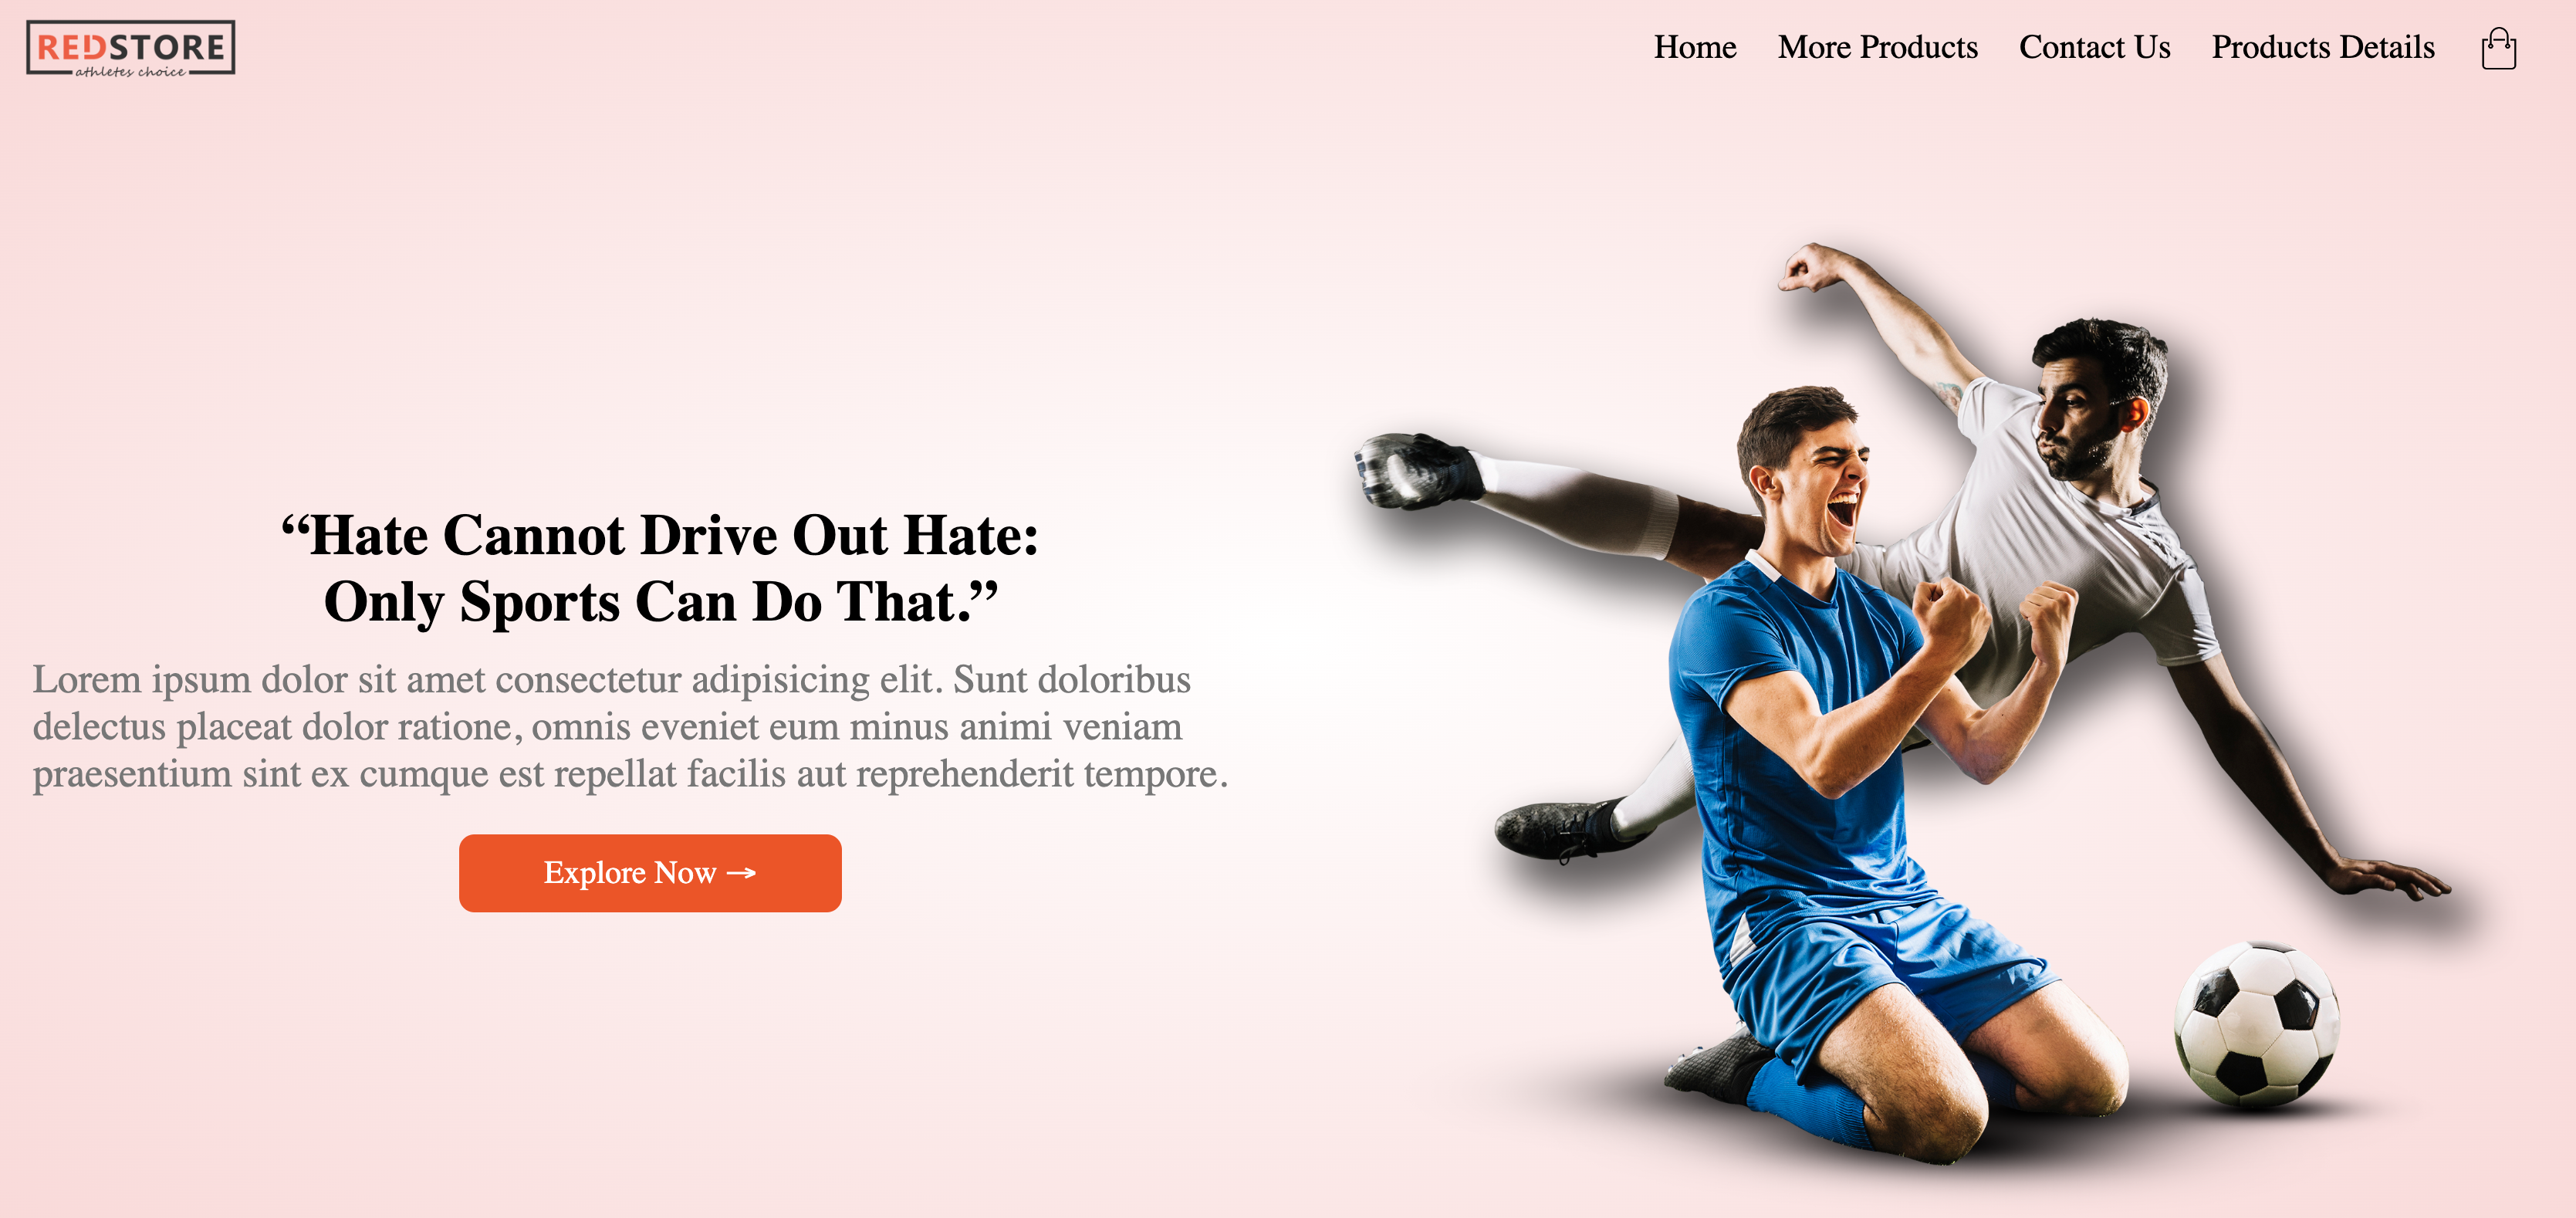 REDSTORE
athletes choice
Home More Products Contact Us Products Details
“Hate Cannot Drive Out Hate:
Only Sports Can Do That.”
Lorem ipsum dolor sit amet consectetur adipisicing elit. Sunt doloribus
delectus placeat dolor ratione, omnis eveniet eum minus animi veniam
praesentium sint ex cumque est repellat facilis aut reprehenderit tempore.
Explore Now →